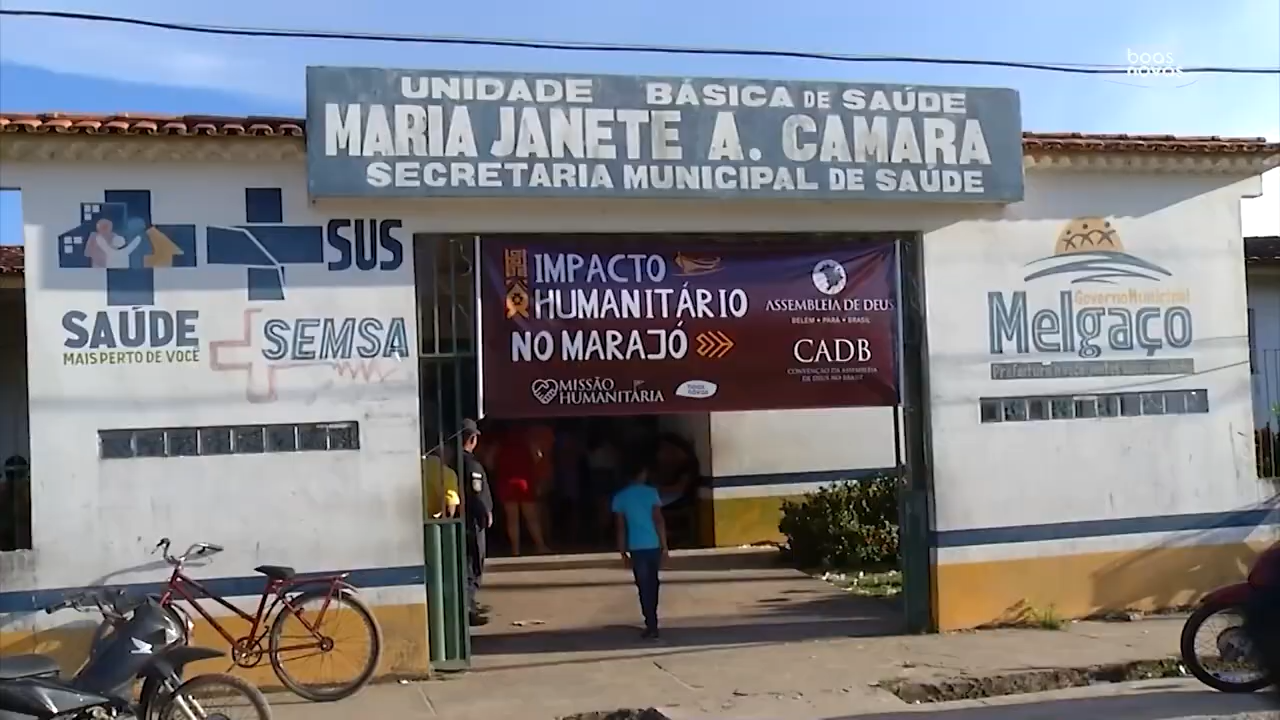 boas
novas
UNIDADE BÁSICA DE SAÚDE
MARIA JANETE A. CAMARA
SECRETARIA MUNICIPAL DE SAÚDE
SUS
SAÚDE
MAIS PERTO DE VOCÊ
SEMSA
IMPACTO
HUMANITÁRIO
NO MARAJÓ
MISSÃO
HUMANITÁRIA
boas
novas
ASSEMBLEIA DE DEUS
BELÉM • PARÁ • BRASIL
CADB
CONVENÇÃO DA ASSEMBLEIA
DE DEUS NO BRASIL
Governo Municipal
Melgaço